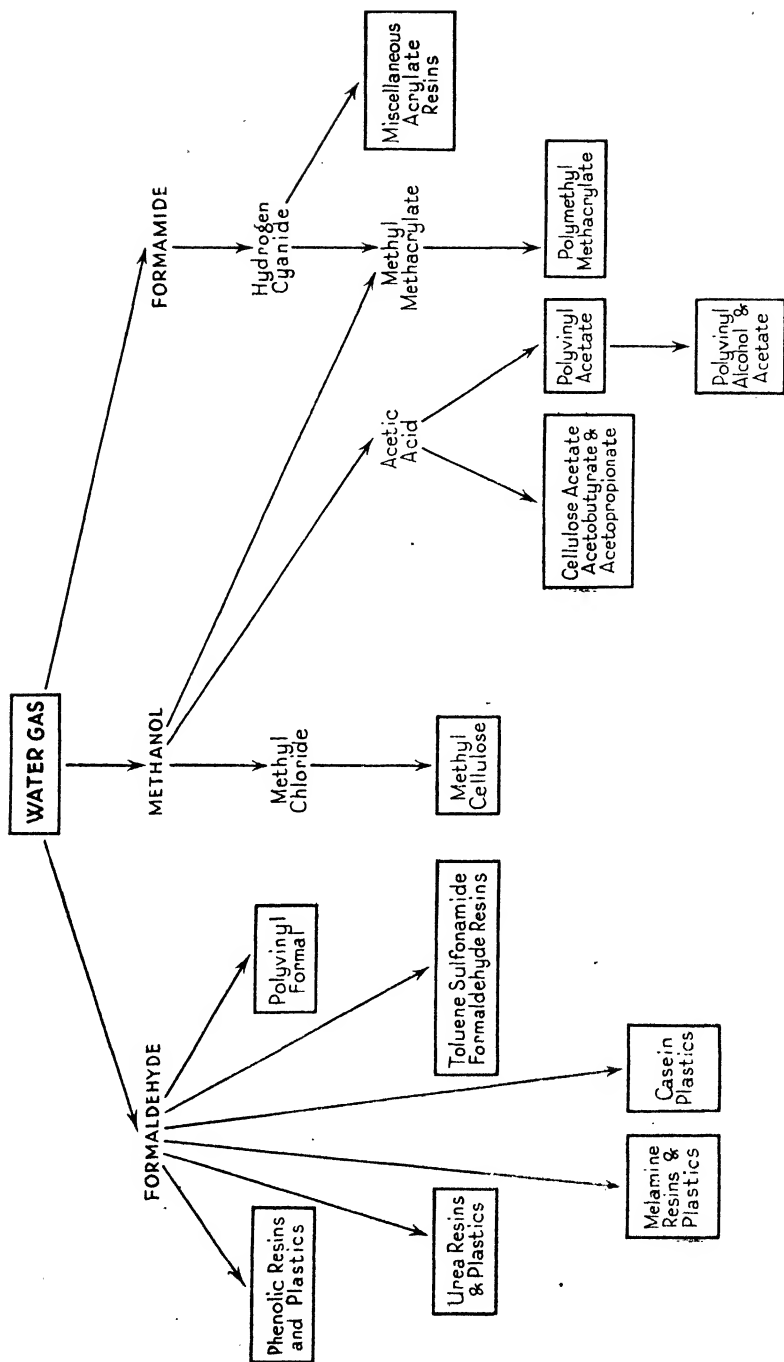 WATER GAS
FORMALDEHYDE
METHANOL
FORMAMIDE
Phenolic Resins
and Plastics
Polyvinyl
Formal
Methyl
Chloride
Hydrogen
Cyanide
Miscellaneous
Acrylate
Resins
Acetic
Acid
Methyl
Methacrylate
Urea Resins
& Plastics
Toluene Sulfonamide
Formaldehyde Resins
Methyl
Cellulose
Cellulose Acetate
Acetobutyrate &
Acetopropionate
Polyvinyl
Acetate
Polymethyl
Methacrylate
Melamine
Resins &
Plastics
Casein
Plastics
Polyvinyl
Alcohol &
Acetate